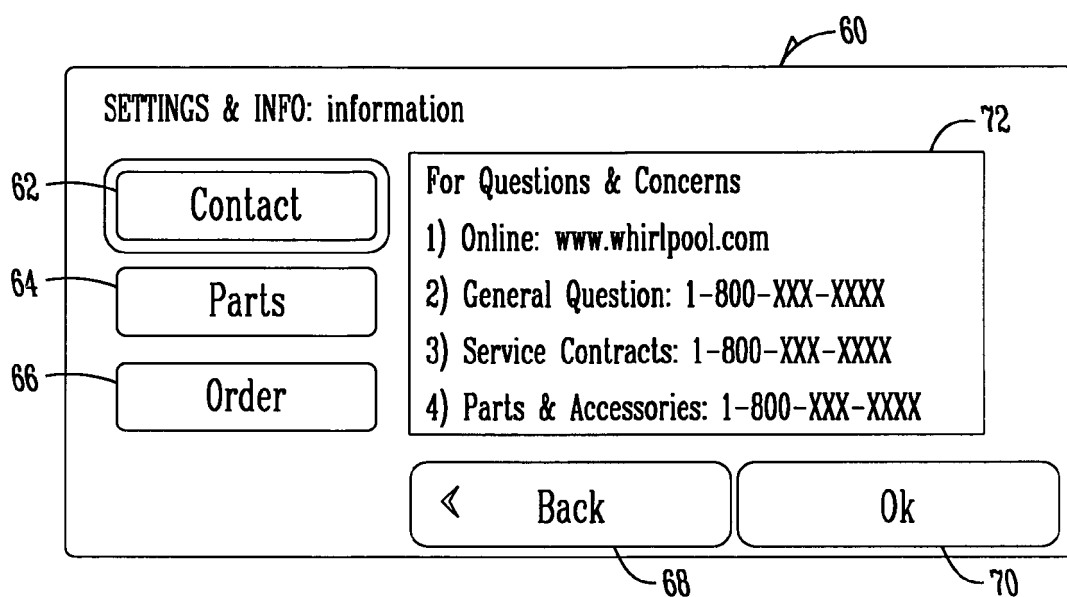 60
SETTINGS & INFO: information
72
62
Contact
For Questions & Concerns
1) Online: www.whirlpool.com
64
Parts
2) General Question: 1-800-XXX-XXXX
3) Service Contracts: 1-800-XXX-XXXX
66
Order
4) Parts & Accessories: 1-800-XXX-XXXX
Back
Ok
68
70